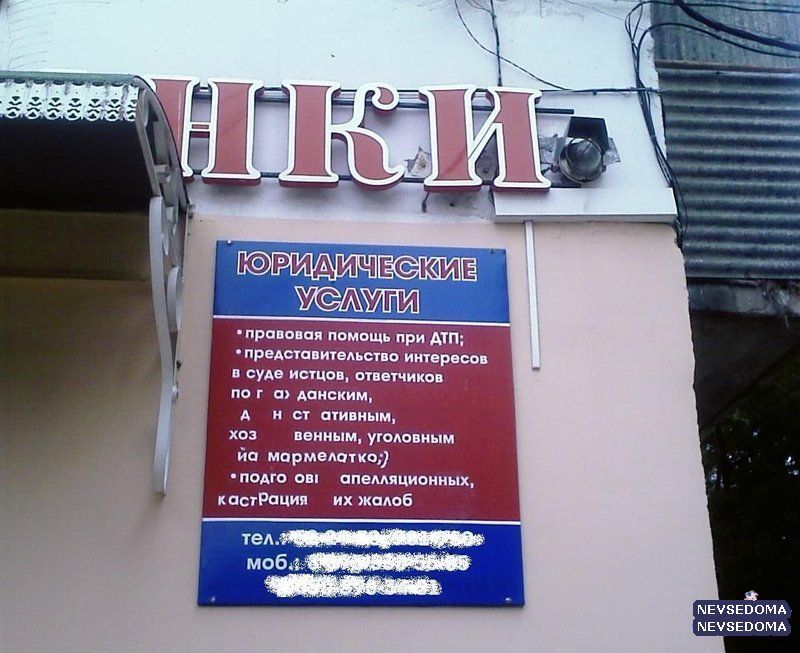 НКИ
ЮРИДИЧЕСКИЕ
УСЛУГИ
•правовая помощь при ДТП;
•представительство интересов
в суде истцов, ответчиков
по г а данским,
д н ст ативным,
хоз венным, уголовным
йа мармелатко;)
•подго ові апелляционных,
кастРация их жалоб
тел.:
моб.:
NEVSEDOMA
NEVSEDOMA